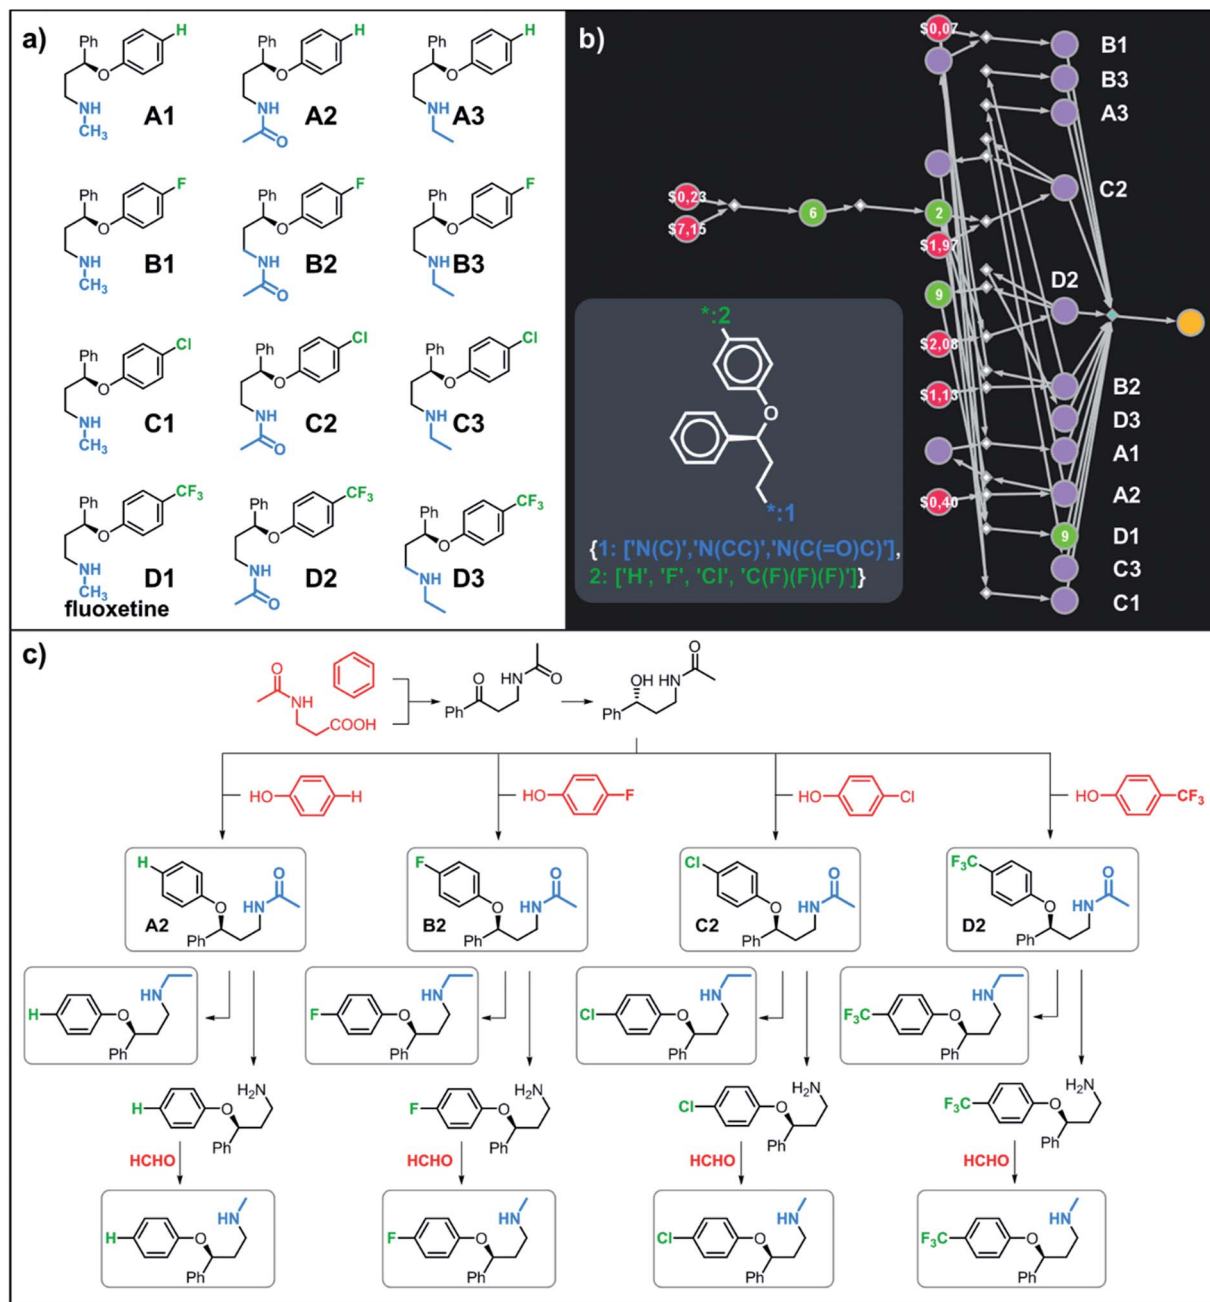 a)
Ph H
O
NH
CH3
A1
Ph H
O
NH
O
A2
Ph H
O
NH
A3
Ph F
O
NH
CH3
B1
Ph F
O
NH
O
B2
Ph F
O
NH
B3
Ph Cl
O
NH
CH3
C1
Ph Cl
O
NH
O
C2
Ph Cl
O
NH
C3
Ph CF3
O
NH
CH3
D1
fluoxetine
Ph CF3
O
NH
O
D2
Ph CF3
O
NH
D3
b)
$0,07
B1
B3
A3
C2
$0,23
$7,15
6
2
$1,97
9
D2
$2,08
$1,13
B2
D3
A1
$0,40
A2
9
D1
C3
C1
*:2
O
*:1
{1: ['N(C)','N(CC)','N(C(=O)C)'],
2: ['H', 'F', 'Cl', 'C(F)(F)(F)']}
c)
O
HN
COOH
O
Ph
HN
O
OH
Ph
HN
O
HO H
HO F
HO Cl
HO CF3
H
O
O
HN
A2
Ph
F
O
O
HN
B2
Ph
Cl
O
O
HN
C2
Ph
F3C
O
O
HN
D2
Ph
HN
H
O
Ph
HN
F
O
Ph
HN
Cl
O
Ph
HN
F3C
O
Ph
H2N
H
O
Ph
H2N
F
O
Ph
H2N
Cl
O
Ph
H2N
F3C
O
Ph
HCHO
HCHO
HCHO
HCHO
HN
H
O
Ph
HN
F
O
Ph
HN
Cl
O
Ph
HN
F3C
O
Ph